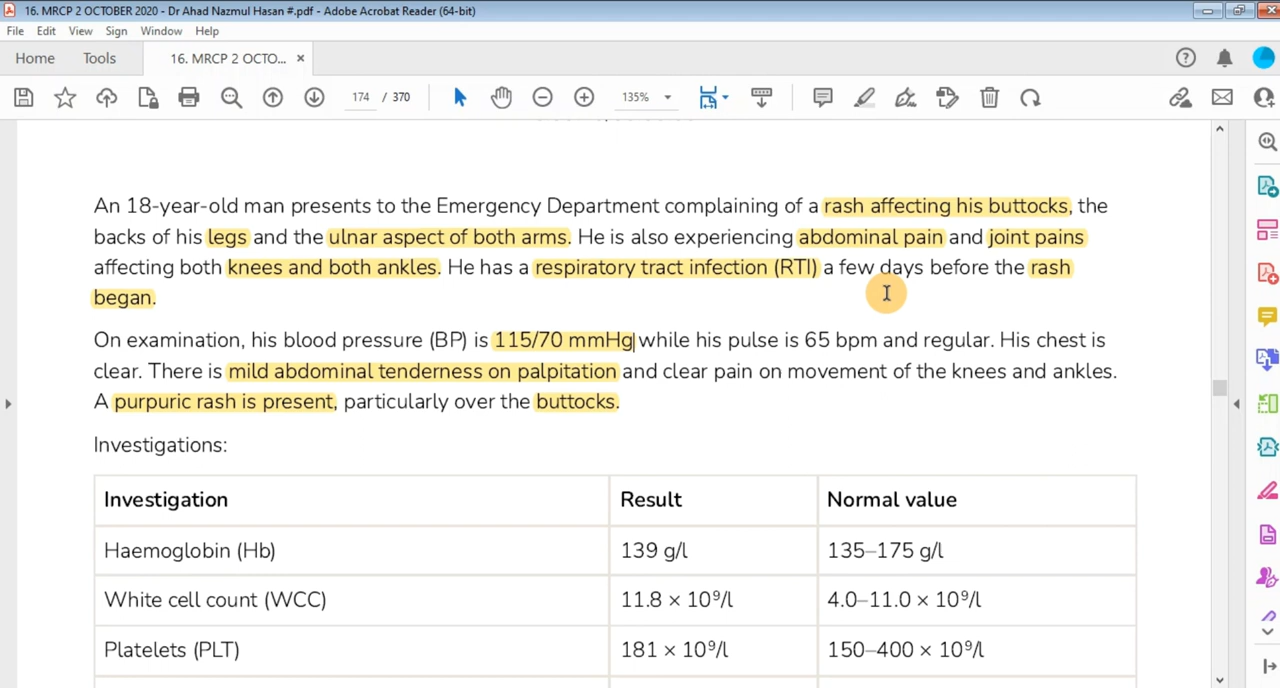 16. MRCP 2 OCTOBER 2020 - Dr Ahad Nazmul Hasan #.pdf - Adobe Acrobat Reader (64-bit)
File Edit View Sign Window Help
Home Tools 16. MRCP 2 OCTO... ×
174 / 370 135%
An 18-year-old man presents to the Emergency Department complaining of a rash affecting his buttocks, the
backs of his legs and the ulnar aspect of both arms. He is also experiencing abdominal pain and joint pains
affecting both knees and both ankles. He has a respiratory tract infection (RTI) a few days before the rash
began.
On examination, his blood pressure (BP) is 115/70 mmHg while his pulse is 65 bpm and regular. His chest is
clear. There is mild abdominal tenderness on palpitation and clear pain on movement of the knees and ankles.
A purpuric rash is present, particularly over the buttocks.
Investigations:
Investigation Result Normal value
Haemoglobin (Hb) 139 g/l 135–175 g/l
White cell count (WCC) 11.8 × 10⁹/l 4.0–11.0 × 10⁹/l
Platelets (PLT) 181 × 10⁹/l 150–400 × 10⁹/l